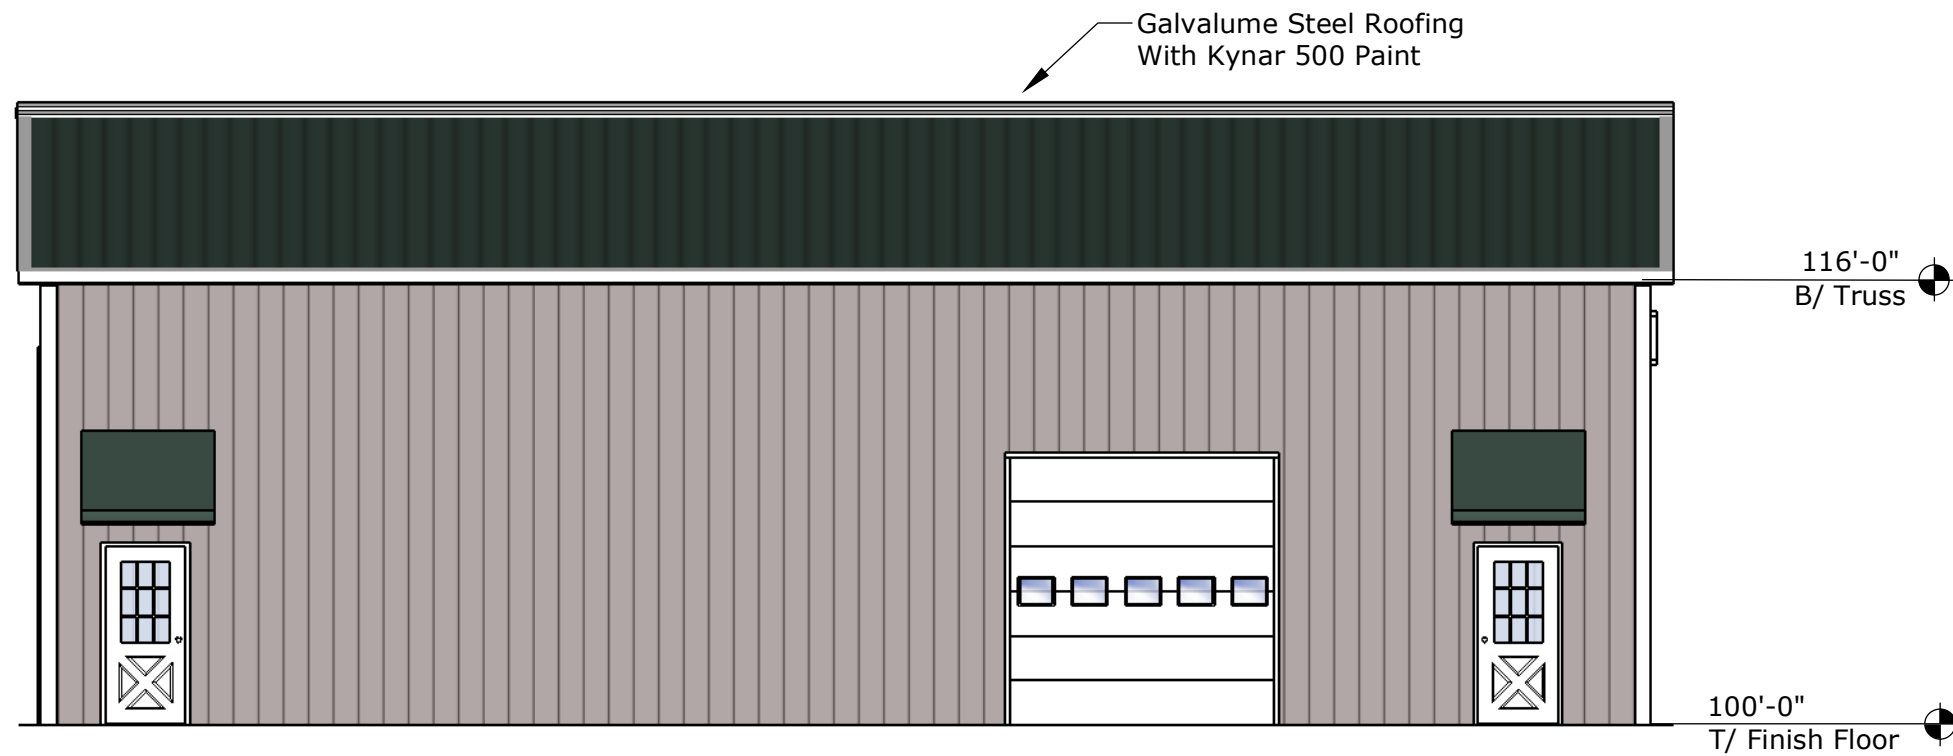 Galvalume Steel Roofing
With Kynar 500 Paint
116'-0"
B/ Truss
100'-0"
T/ Finish Floor